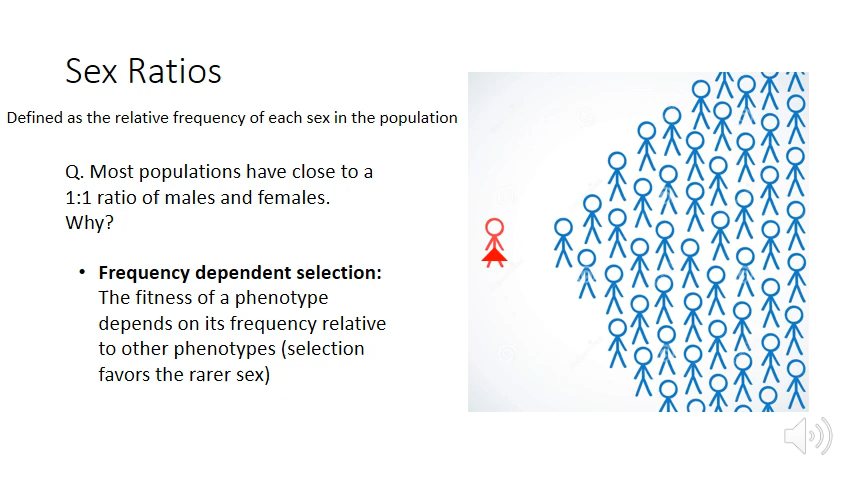 Sex Ratios
Defined as the relative frequency of each sex in the population
Q. Most populations have close to a
1:1 ratio of males and females.
Why?
• Frequency dependent selection:
The fitness of a phenotype
depends on its frequency relative
to other phenotypes (selection
favors the rarer sex)